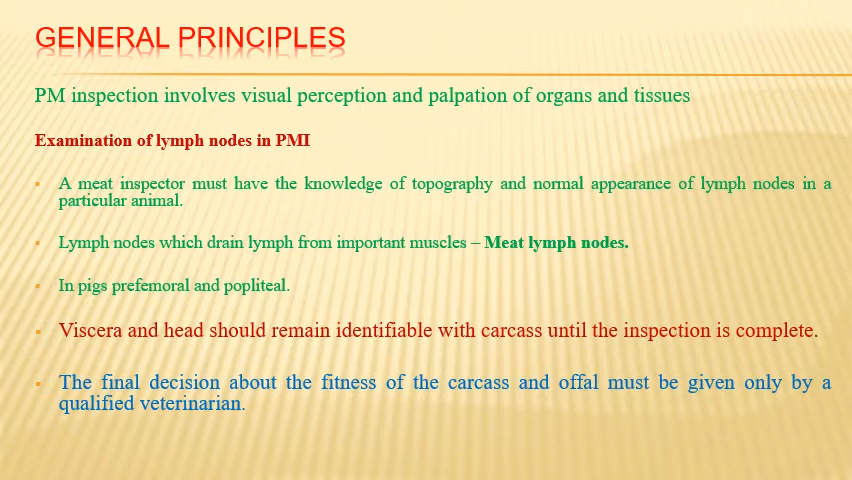 GENERAL PRINCIPLES
PM inspection involves visual perception and palpation of organs and tissues
Examination of lymph nodes in PMI
▪ A meat inspector must have the knowledge of topography and normal appearance of lymph nodes in a
particular animal.
▪ Lymph nodes which drain lymph from important muscles – Meat lymph nodes.
▪ In pigs prefemoral and popliteal.
▪ Viscera and head should remain identifiable with carcass until the inspection is complete.
▪ The final decision about the fitness of the carcass and offal must be given only by a
qualified veterinarian.